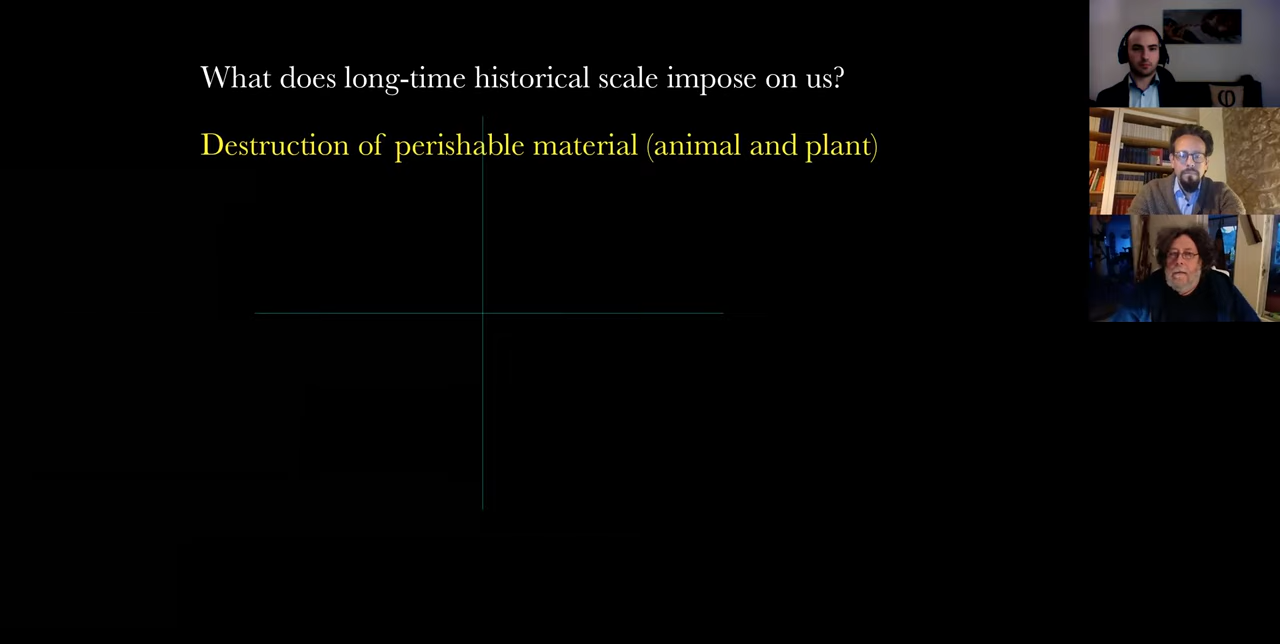 What does long-time historical scale impose on us?
Destruction of perishable material (animal and plant)
φ